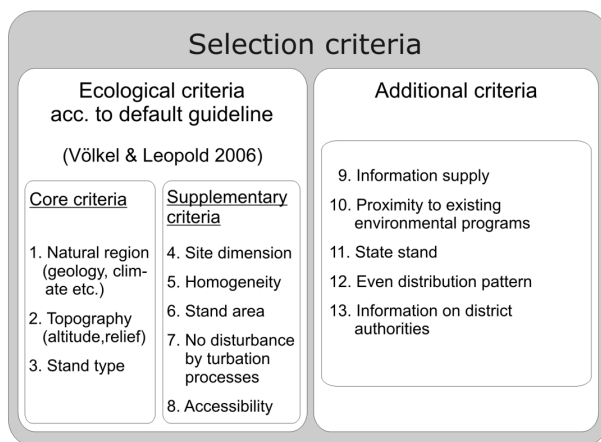 Selection criteria
Ecological criteria
acc. to default guideline
(Völkel & Leopold 2006)
Core criteria
1. Natural region
(geology, clim-
ate etc.)
2. Topography
(altitude,relief)
3. Stand type
Supplementary
criteria
4. Site dimension
5. Homogeneity
6. Stand area
7. No disturbance
by turbation
processes
8. Accessibility
Additional criteria
9. Information supply
10. Proximity to existing
environmental programs
11. State stand
12. Even distribution pattern
13. Information on district
authorities